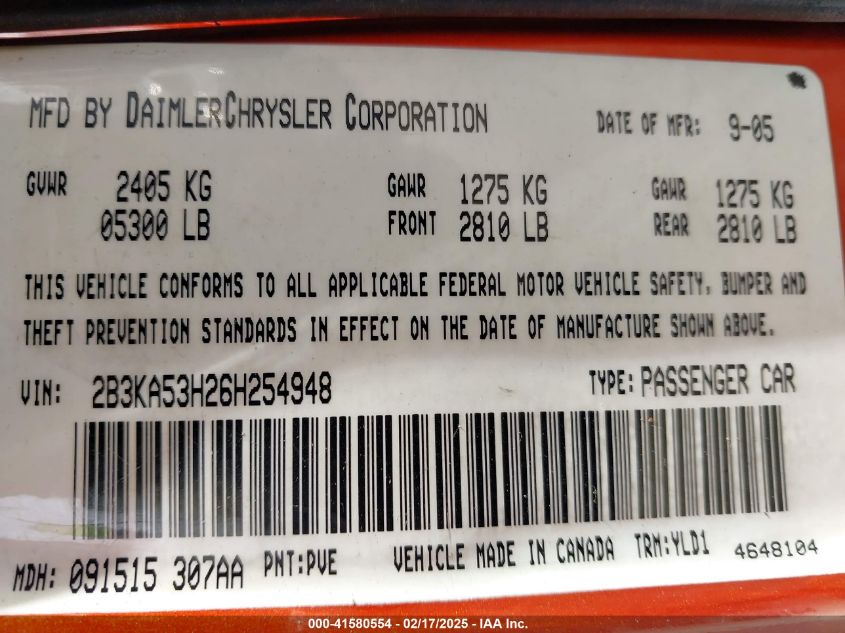 MFD BY DAIMLERCHRYSLER CORPORATION DATE OF MFR: 9-05
GVWR 2405 KG GAWR 1275 KG GAWR 1275 KG
05300 LB FRONT 2810 LB REAR 2810 LB
THIS VEHICLE CONFORMS TO ALL APPLICABLE FEDERAL MOTOR VEHICLE SAFETY, BUMPER AND
THEFT PREVENTION STANDARDS IN EFFECT ON THE DATE OF MANUFACTURE SHOWN ABOVE.
VIN: 2B3KA53H26H254948 TYPE: PASSENGER CAR
MDH: 091515 307AA PNT:PVE VEHICLE MADE IN CANADA TRM:YLD1 4648104
000-41580554 - 02/17/2025 - IAA Inc.